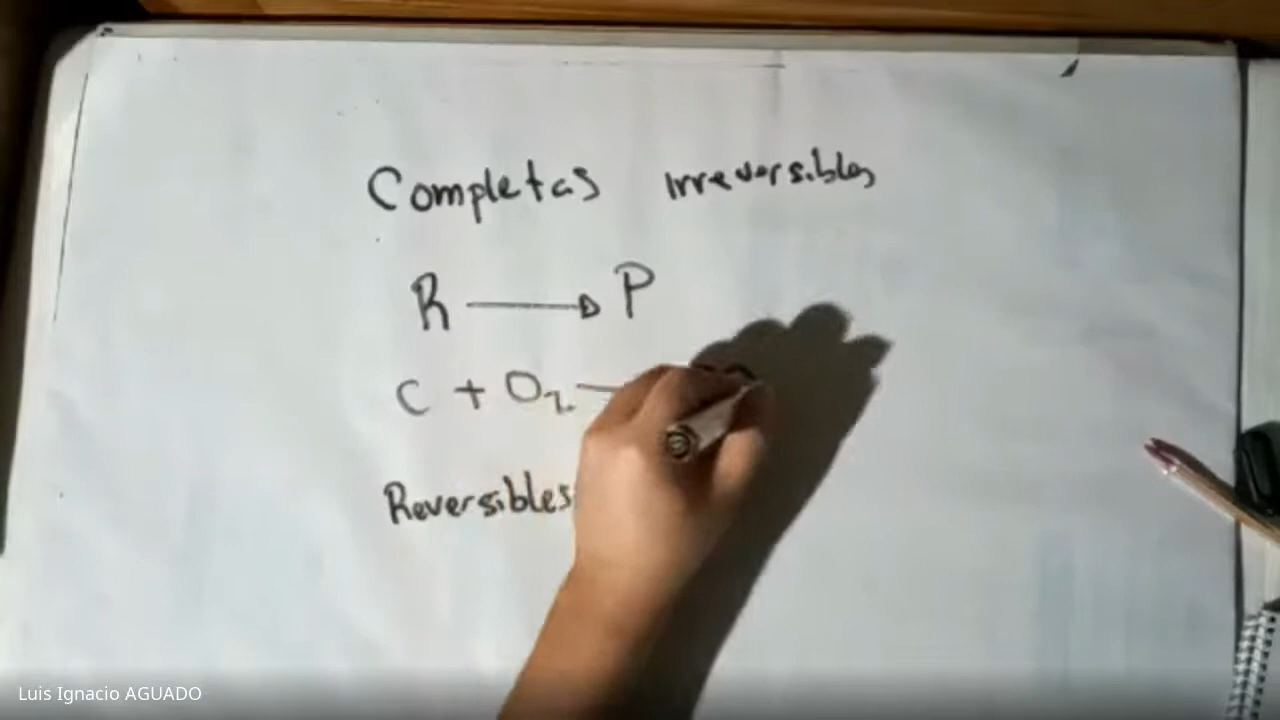 Completas irreversibles
R → P
C + O₂ —
Reversibles
Luis Ignacio AGUADO